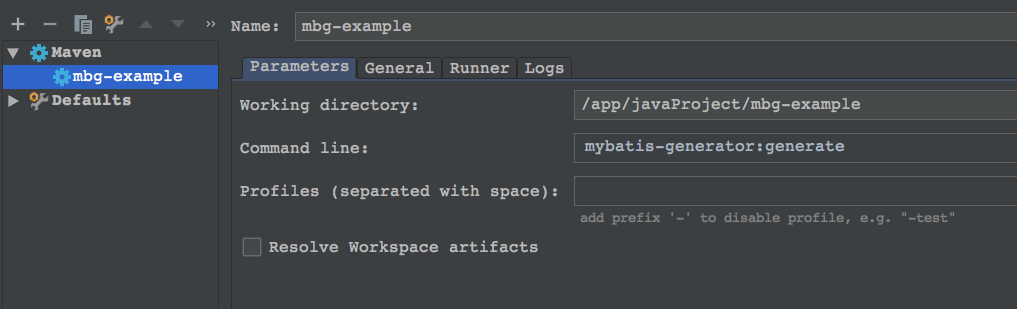 Name: mbg-example
Maven
mbg-example
Defaults
Parameters General Runner Logs
Working directory: /app/javaProject/mbg-example
Command line: mybatis-generator:generate
Profiles (separated with space):
add prefix '-' to disable profile, e.g. "-test"
Resolve Workspace artifacts